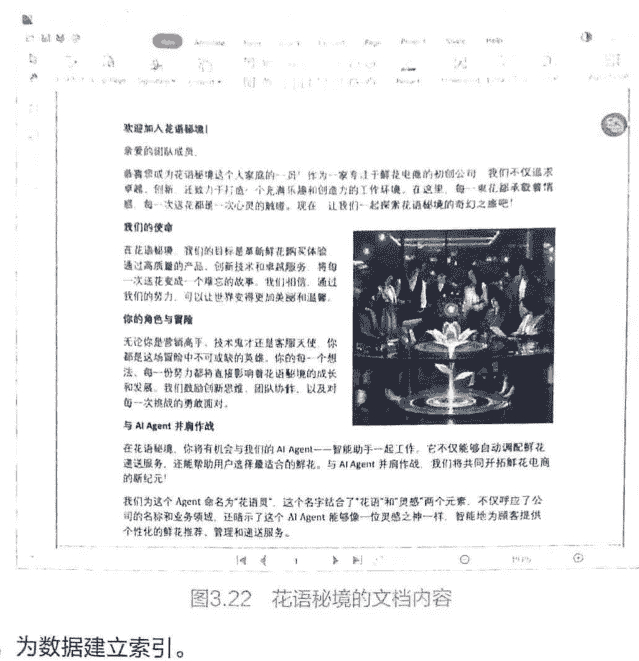 欢迎加入花语秘境!
亲爱的团队成员,
恭喜您成为花语秘境这个大家庭的一员!作为一家专注于鲜花电商的初创公司 我们不仅追求
卓越、创新,还致力于打造一个充满乐趣和创造力的工作环境。在这里,每一束花都承载着情
感,每一次送花都是一次心灵的触碰。现在,让我们一起探索花语秘境的奇幻之旅吧!
我们的使命
在花语秘境,我们的目标是革新鲜花购买体验
通过高质量的产品、创新技术和卓越服务,将每
一次送花变成一个难忘的故事。我们相信,通过
我们的努力,可以让世界变得更加美丽和温馨。
你的角色与冒险
无论你是营销高手、技术鬼才还是客服天使,你
都是这场冒险中不可或缺的英雄。你的每一个想
法、每一份努力都将直接影响着花语秘境的成长
和发展。我们鼓励创新思维、团队协作,以及对
每一次挑战的勇敢面对。
与 AI Agent 并肩作战
在花语秘境,你将有机会与我们的 AI Agent——智能助手一起工作。它不仅能够自动调配鲜花
递送服务,还能帮助用户选择最适合的鲜花。与 AI Agent 并肩作战,我们将共同开拓鲜花电商
的新纪元!
我们为这个 Agent 命名为“花语灵”,这个名字结合了“花语”和“灵感”两个元素,不仅呼应了公
司的名称和业务领域,还暗示了这个 AI Agent 能够像一位灵感之神一样,智能地为顾客提供
个性化的鲜花推荐、管理和递送服务。
图3.22 花语秘境的文档内容
,为数据建立索引。